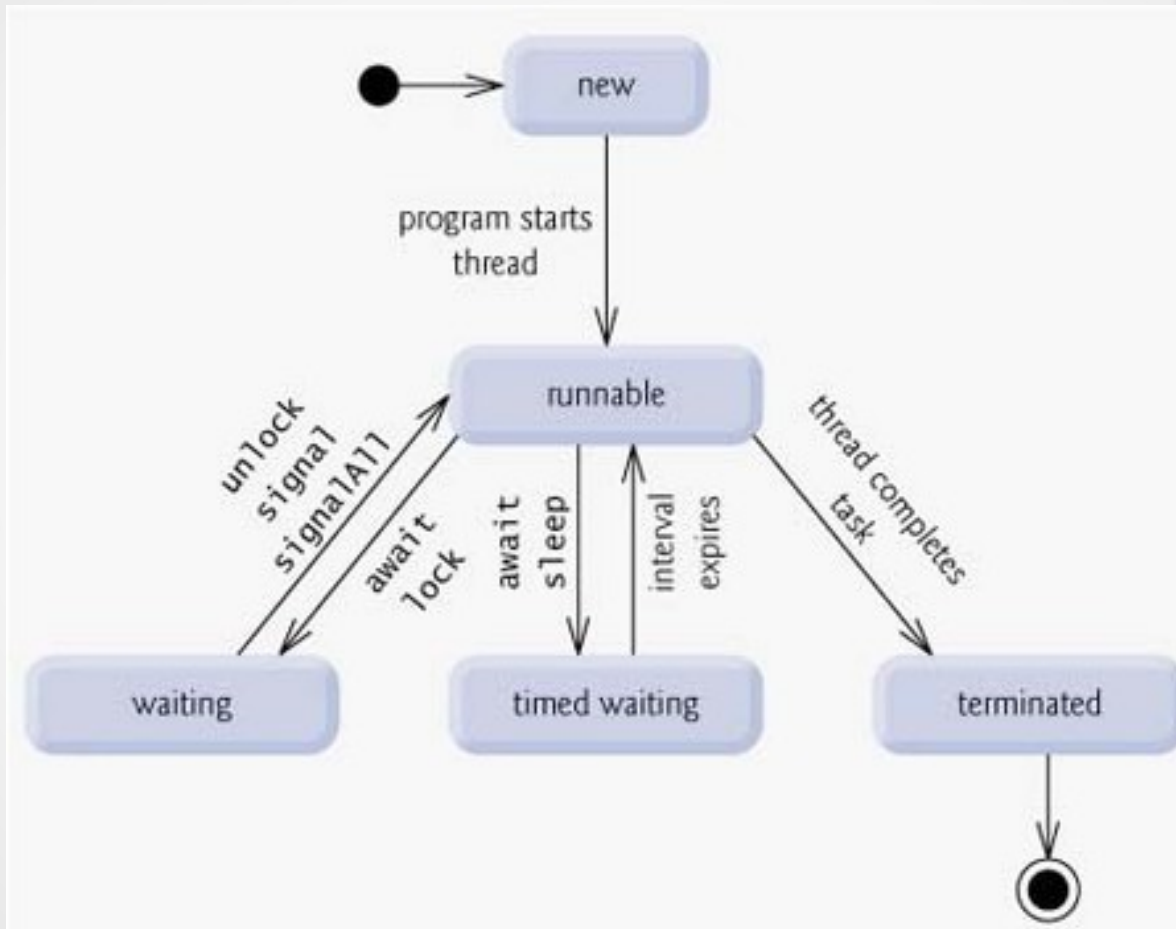 new
program starts
thread
runnable
unlock
signal
signalAll
await
lock
await
sleep
interval
expires
thread completes
task
waiting
timed waiting
terminated